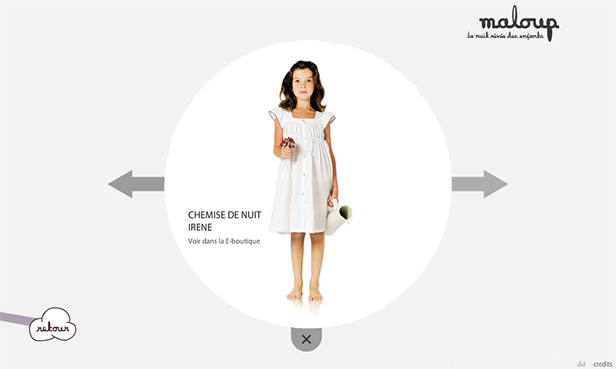 maloup
la nuit rêvée des enfants
CHEMISE DE NUIT
IRENE
Voir dans la E-boutique
retour
×
credits